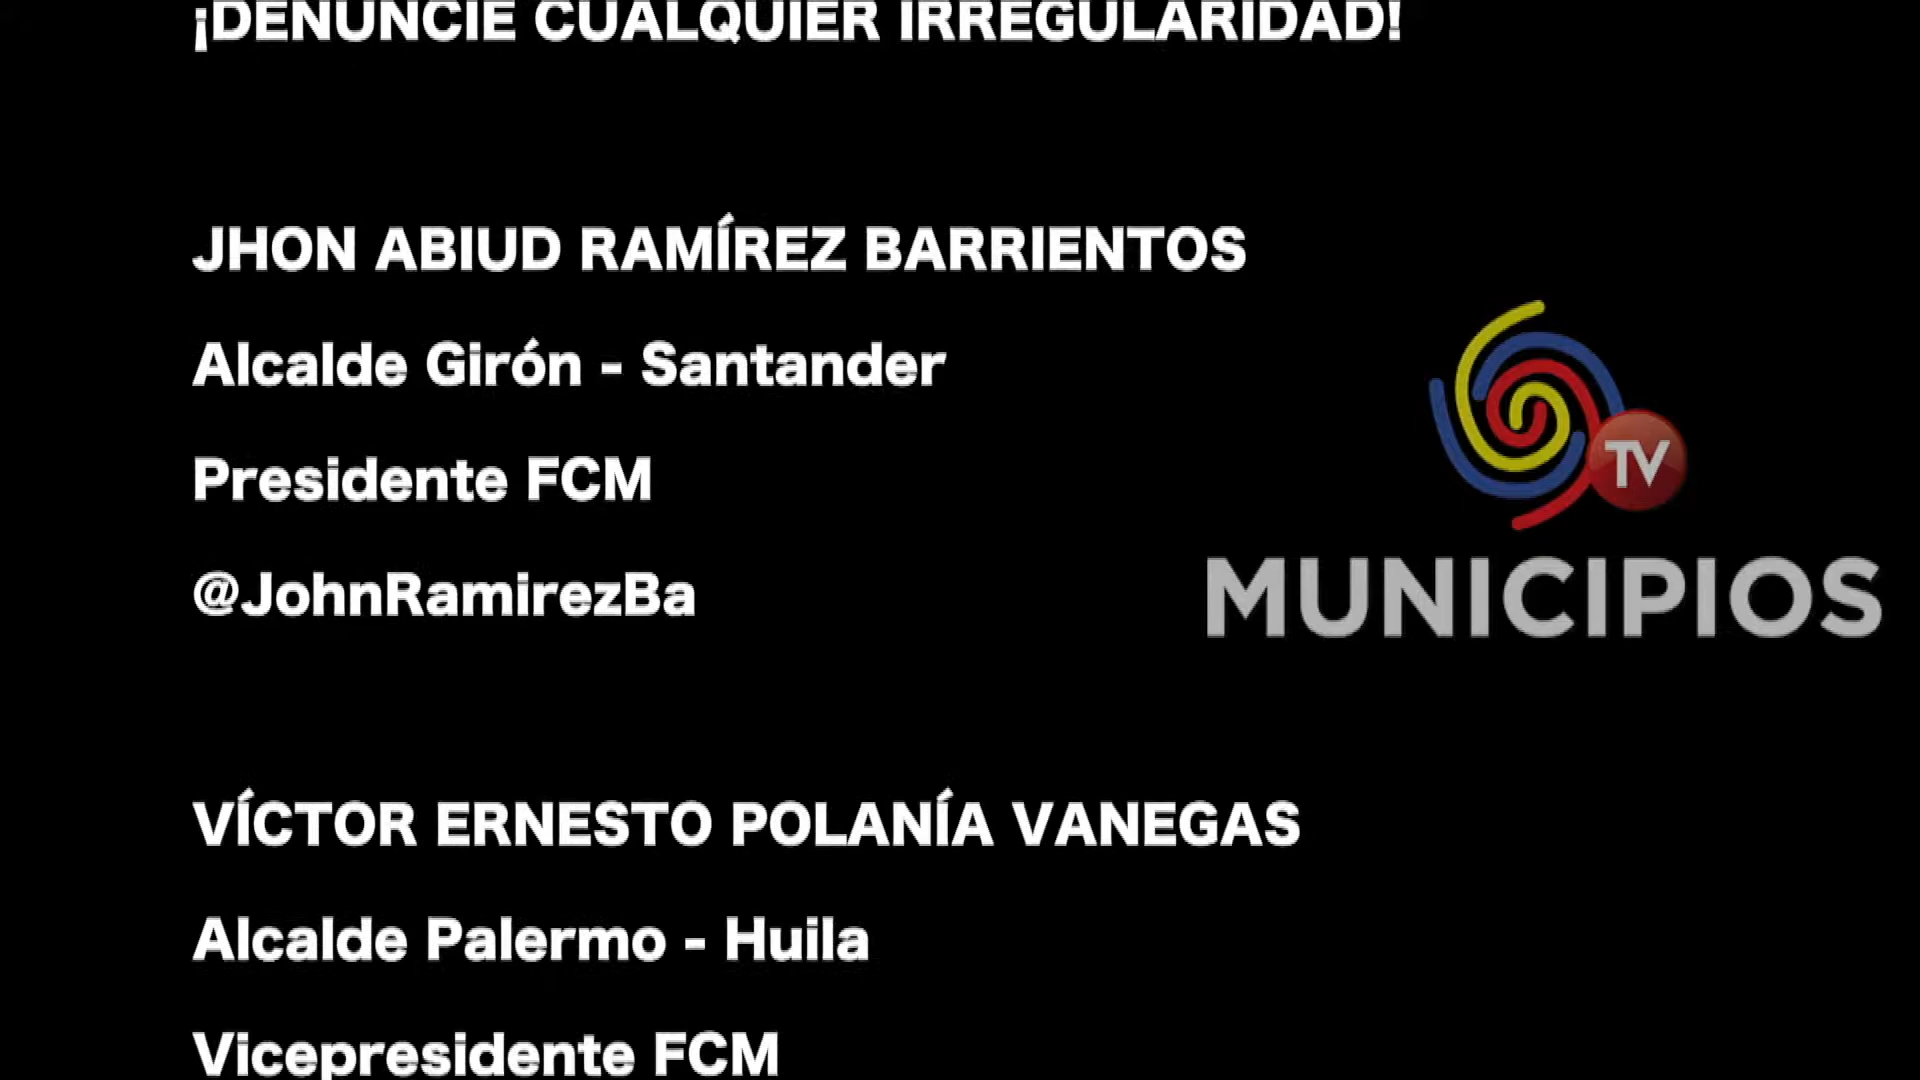 ¡DENUNCIE CUALQUIER IRREGULARIDAD!
JHON ABIUD RAMÍREZ BARRIENTOS
Alcalde Girón - Santander
Presidente FCM
@JohnRamirezBa
TV
MUNICIPIOS
VÍCTOR ERNESTO POLANÍA VANEGAS
Alcalde Palermo - Huila
Vicepresidente FCM